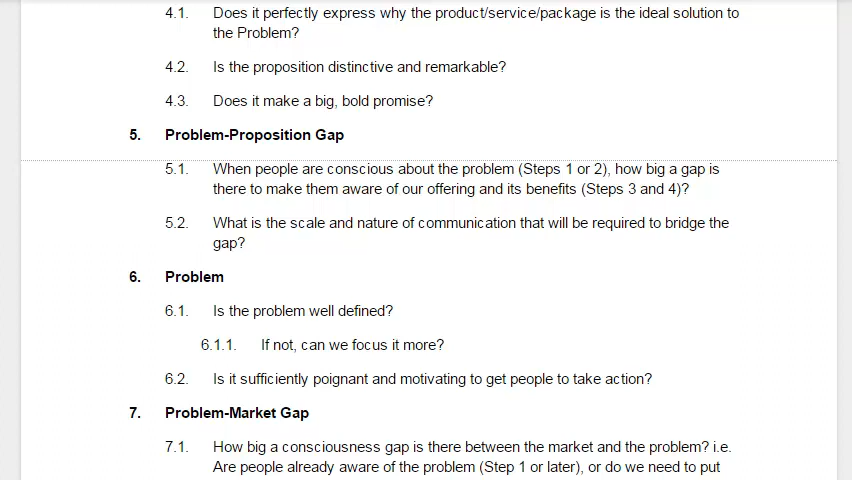 4.1. Does it perfectly express why the product/service/package is the ideal solution to
the Problem?
4.2. Is the proposition distinctive and remarkable?
4.3. Does it make a big, bold promise?
5. Problem-Proposition Gap
5.1. When people are conscious about the problem (Steps 1 or 2), how big a gap is
there to make them aware of our offering and its benefits (Steps 3 and 4)?
5.2. What is the scale and nature of communication that will be required to bridge the
gap?
6. Problem
6.1. Is the problem well defined?
6.1.1. If not, can we focus it more?
6.2. Is it sufficiently poignant and motivating to get people to take action?
7. Problem-Market Gap
7.1. How big a consciousness gap is there between the market and the problem? i.e.
Are people already aware of the problem (Step 1 or later), or do we need to put